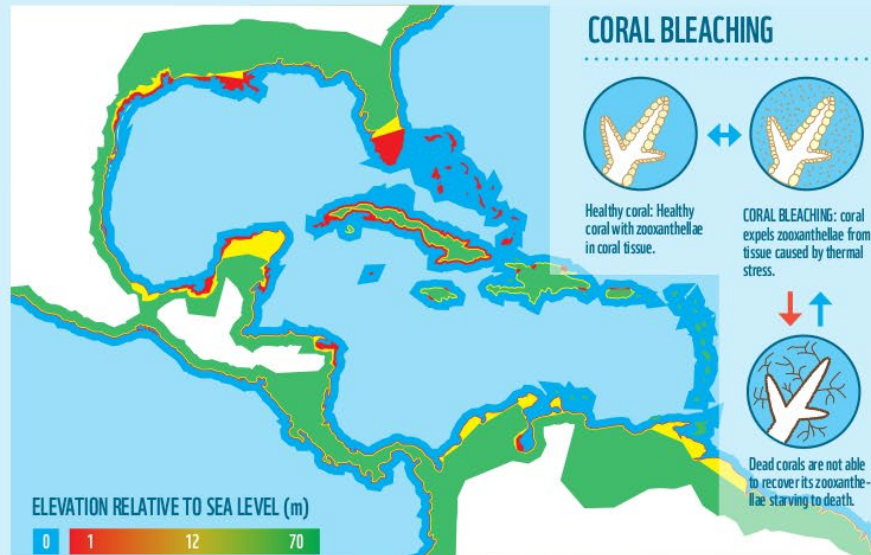 CORAL BLEACHING
Healthy coral: Healthy
coral with zooxanthellae
in coral tissue.
CORAL BLEACHING: coral
expels zooxanthellae from
tissue caused by thermal
stress.
Dead corals are not able
to recover its zooxanthe-
llae starving to death.
ELEVATION RELATIVE TO SEA LEVEL (m)
0 1 12 70